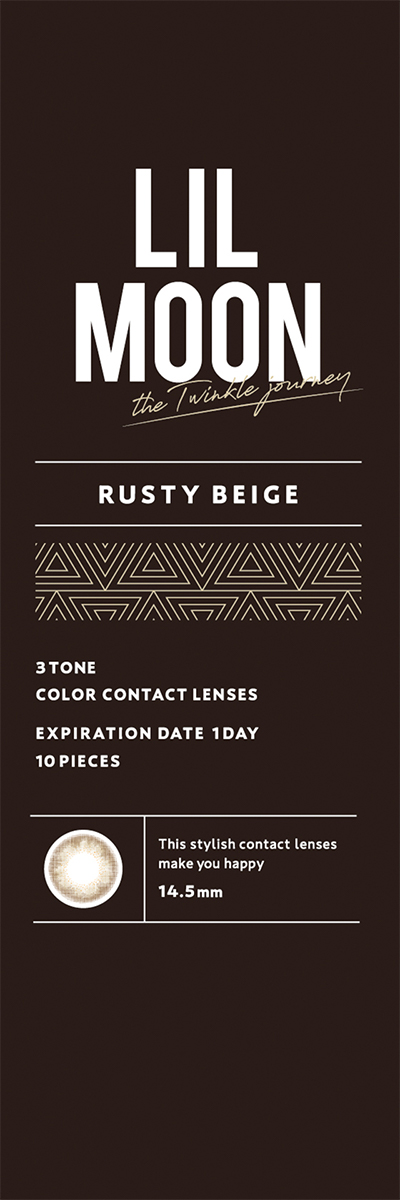 LIL
MOON
the Twinkle journey
RUSTY BEIGE
3 TONE
COLOR CONTACT LENSES
EXPIRATION DATE 1DAY
10 PIECES
This stylish contact lenses
make you happy
14.5mm